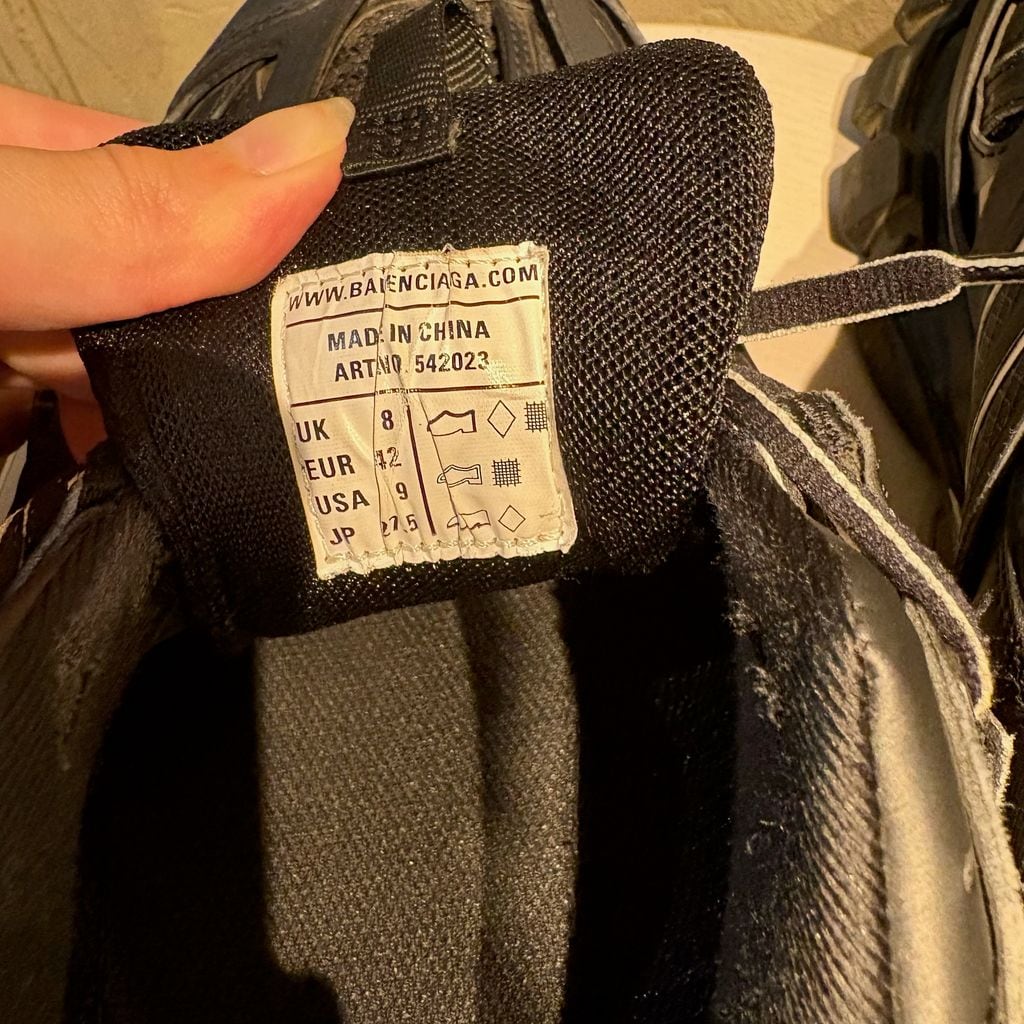 WWW.BALENCIAGA.COM
MADE IN CHINA
ART.NO. 542023
UK 8
EUR 42
USA 9
JP 27.5